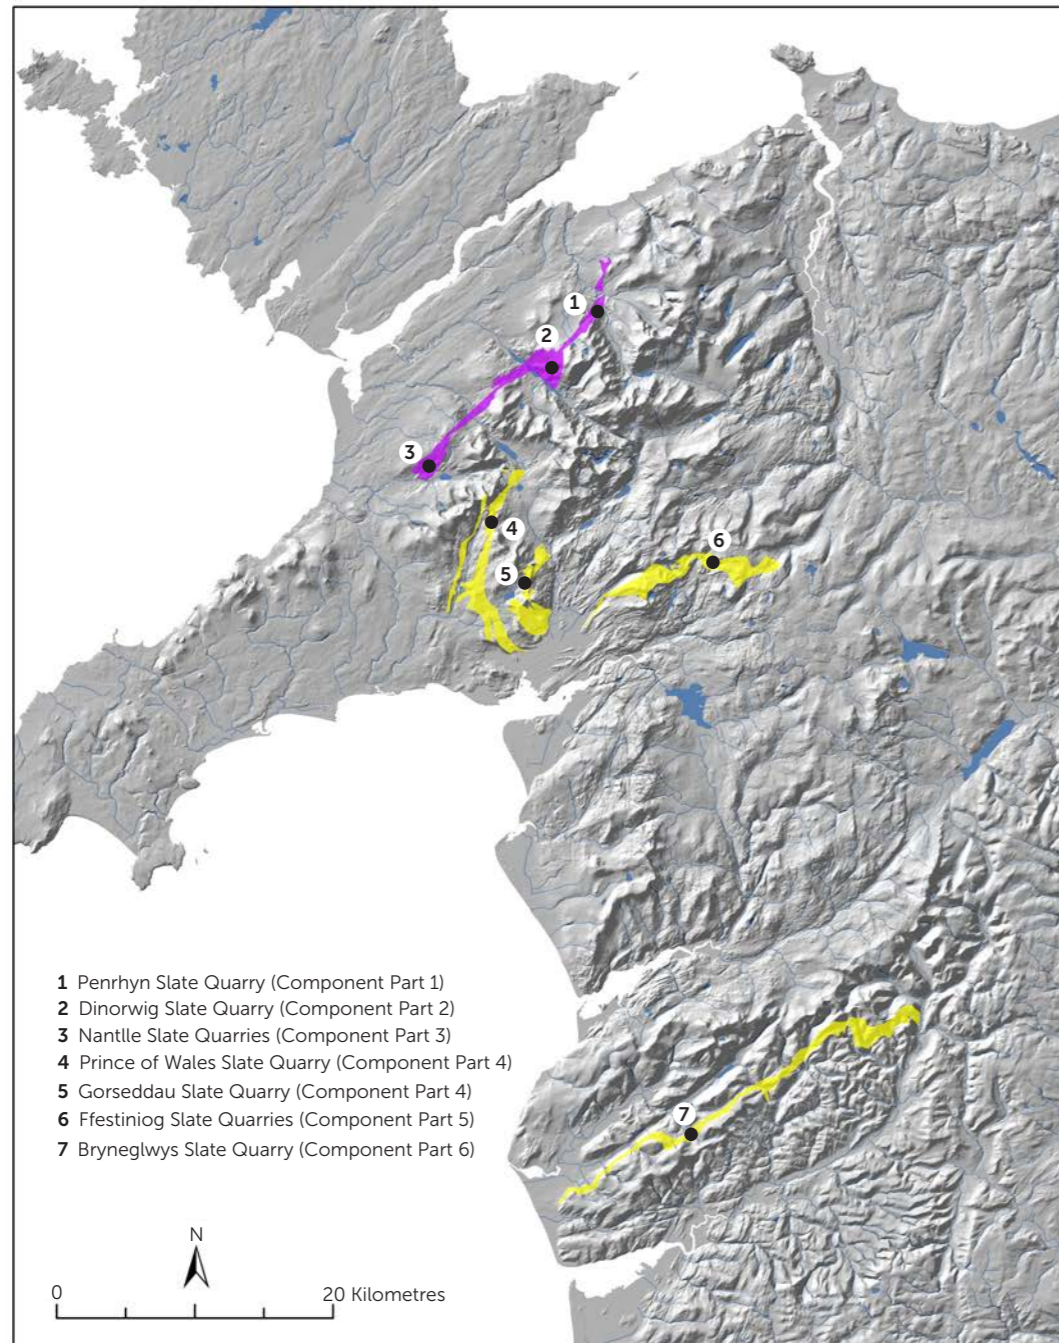 1
2
3
4
5
6
7
1 Penrhyn Slate Quarry (Component Part 1)
2 Dinorwig Slate Quarry (Component Part 2)
3 Nantlle Slate Quarries (Component Part 3)
4 Prince of Wales Slate Quarry (Component Part 4)
5 Gorseddau Slate Quarry (Component Part 4)
6 Ffestiniog Slate Quarries (Component Part 5)
7 Bryneglwys Slate Quarry (Component Part 6)
N
0 20 Kilometres